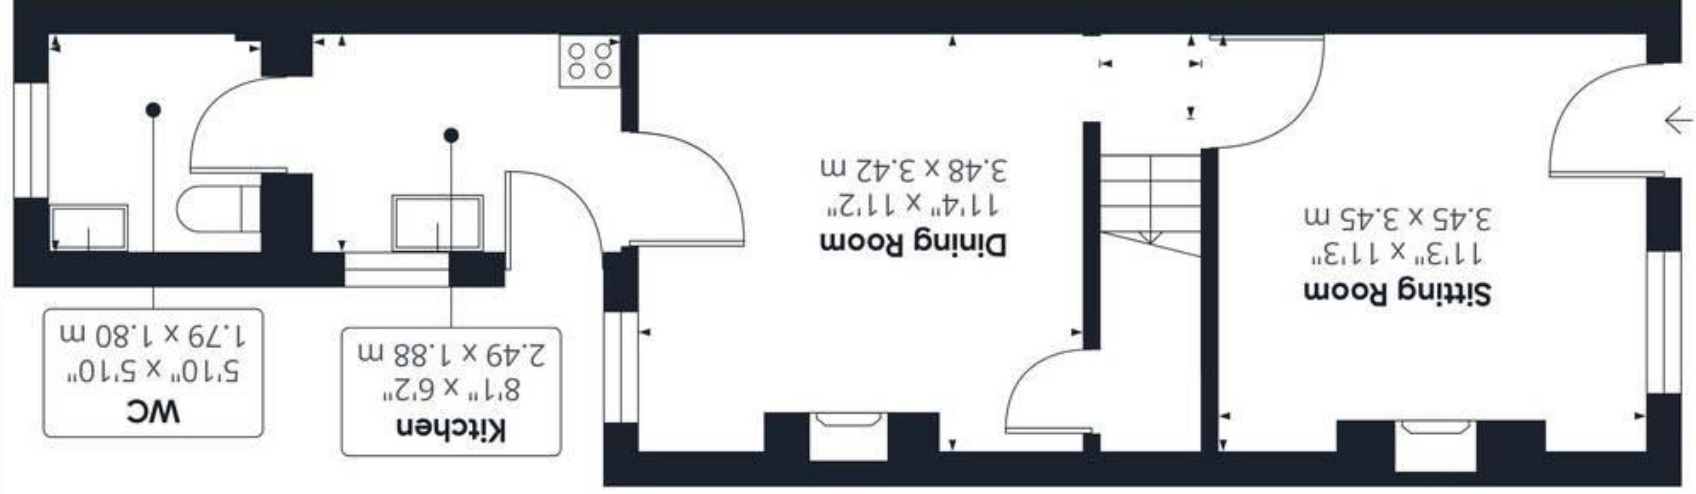 Sitting Room
11'3" x 11'3"
3.45 x 3.45 m
Dining Room
11'4" x 11'2"
3.48 x 3.42 m
Kitchen
8'1" x 6'2"
2.49 x 1.88 m
WC
5'10" x 5'10"
1.79 x 1.80 m